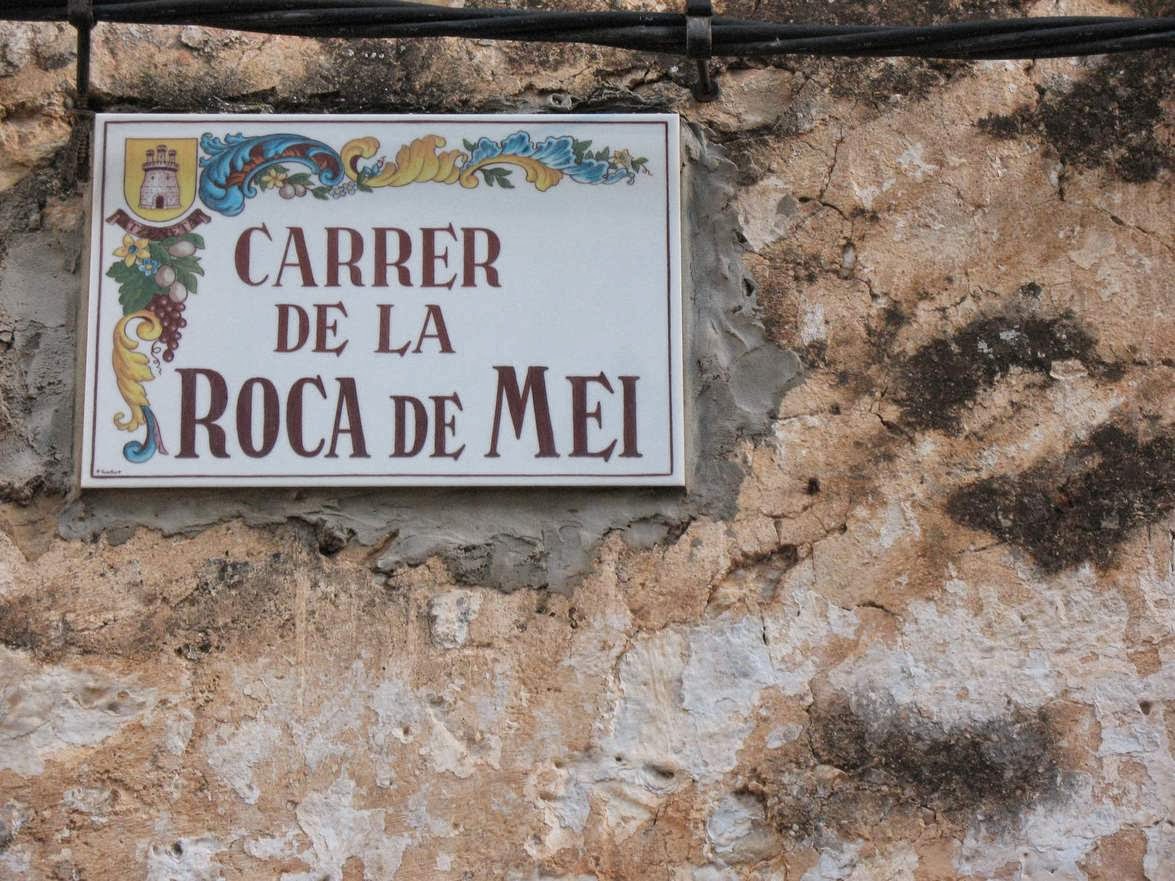 CARRER
DE LA
ROCA DE MEI